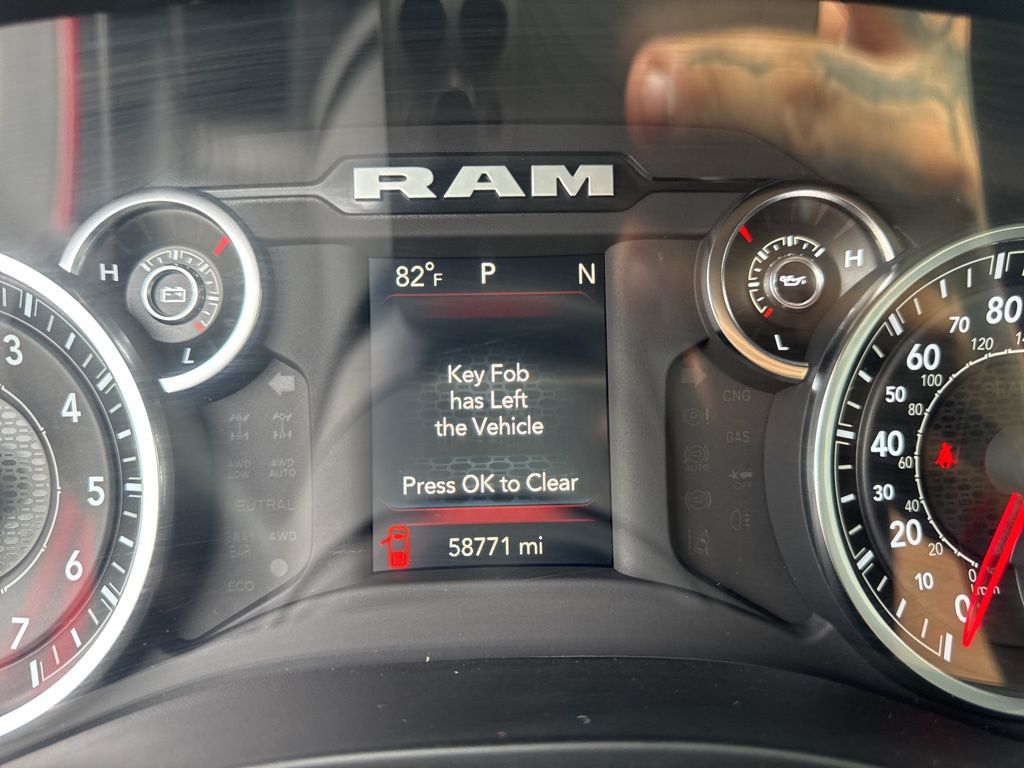 RAM
82°F P N
H
L
H
L
Key Fob
has Left
the Vehicle
Press OK to Clear
58771 mi
3
4
5
6
7
4WD LOW
4WD AUTO
4WD
ECO
CNG
GAS
AUTO
OFF
80
70
60
50
40
30
20
10
0
120
100
80
60
40
20
0